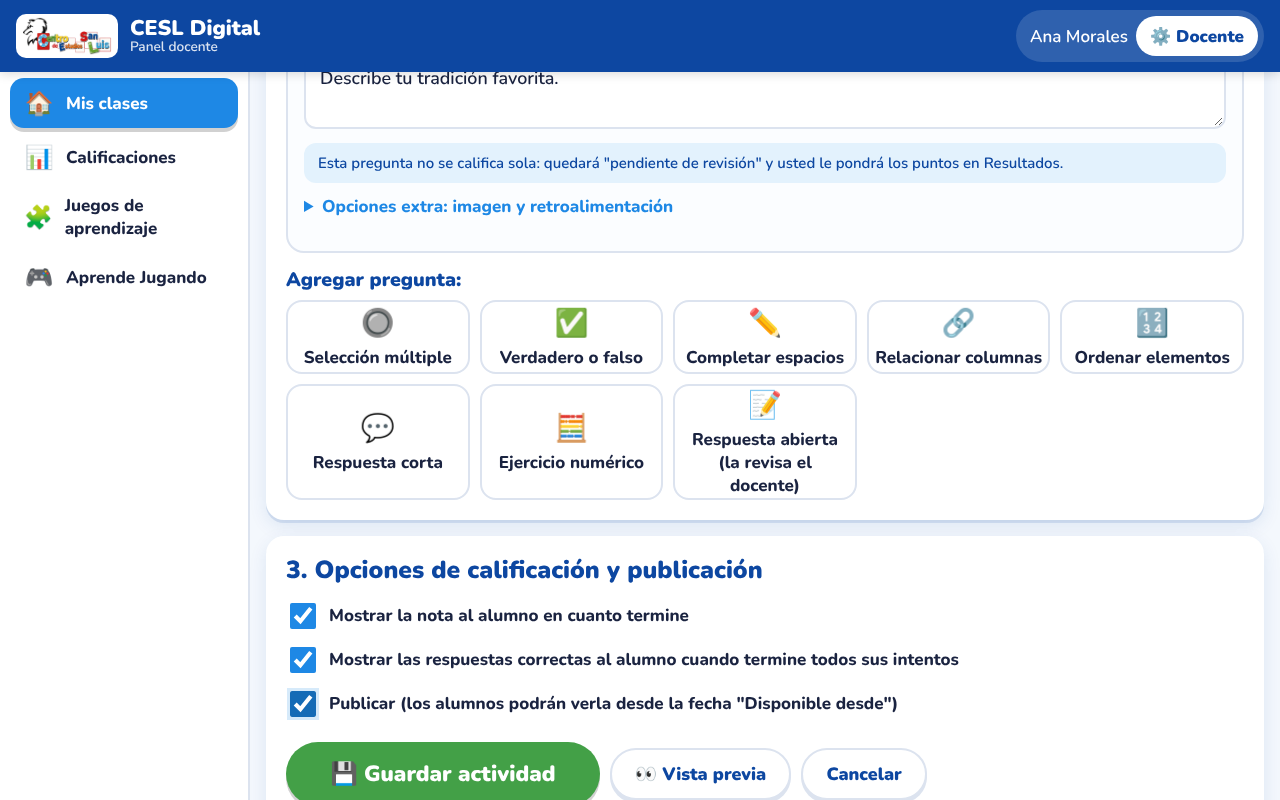 Centro de Estudios San Luis
CESL Digital
Panel docente
Ana Morales
Docente
Mis clases
Calificaciones
Juegos de
aprendizaje
Aprende Jugando
Describe tu tradición favorita.
Esta pregunta no se califica sola: quedará "pendiente de revisión" y usted le pondrá los puntos en Resultados.
Opciones extra: imagen y retroalimentación
Agregar pregunta:
Selección múltiple
Verdadero o falso
Completar espacios
Relacionar columnas
Ordenar elementos
Respuesta corta
Ejercicio numérico
Respuesta abierta
(la revisa el
docente)
3. Opciones de calificación y publicación
Mostrar la nota al alumno en cuanto termine
Mostrar las respuestas correctas al alumno cuando termine todos sus intentos
Publicar (los alumnos podrán verla desde la fecha "Disponible desde")
Guardar actividad
Vista previa
Cancelar